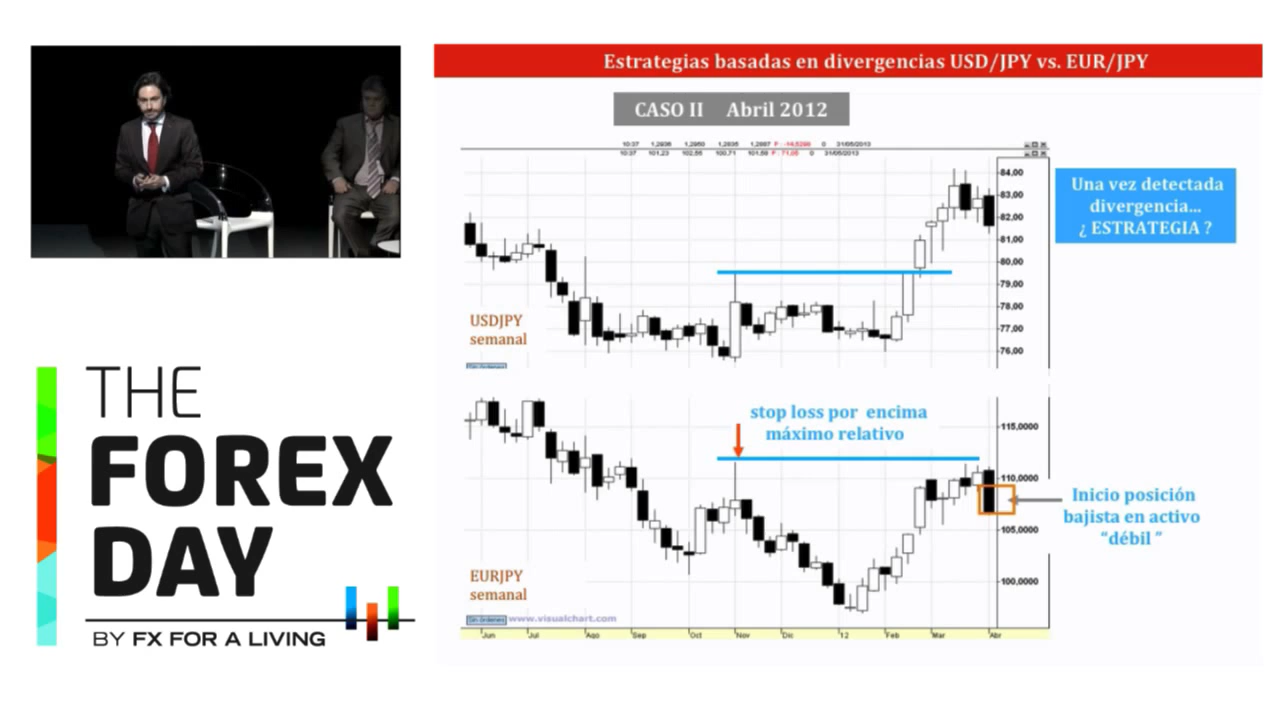 Estrategias basadas en divergencias USD/JPY vs. EUR/JPY
CASO II Abril 2012
84,00
83,00
82,00
81,00
80,00
79,00
78,00
77,00
76,00
USDJPY
semanal
Una vez detectada
divergencia...
¿ ESTRATEGIA ?
stop loss por encima
máximo relativo
115,0000
110,0000
105,0000
100,0000
Inicio posición
bajista en activo
“débil ”
EURJPY
semanal
www.visualchart.com
Jun Jul Ago Sep Oct Nov Dic 12 Feb Mar Abr
THE
FOREX
DAY
BY FX FOR A LIVING